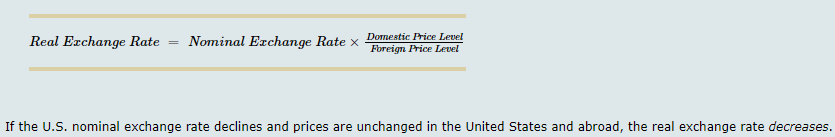 Real Exchange Rate = Nominal Exchange Rate × Domestic Price Level / Foreign Price Level
If the U.S. nominal exchange rate declines and prices are unchanged in the United States and abroad, the real exchange rate decreases.